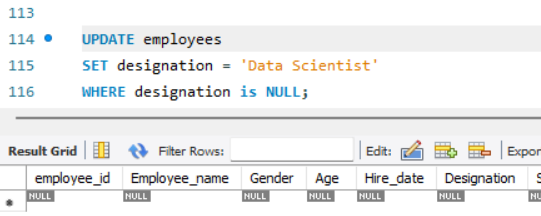 113
114 UPDATE employees
115 SET designation = 'Data Scientist'
116 WHERE designation is NULL;
Result Grid Filter Rows: Edit: Expor
employee_id Employee_name Gender Age Hire_date Designation S
NULL NULL NULL NULL NULL NULL NU